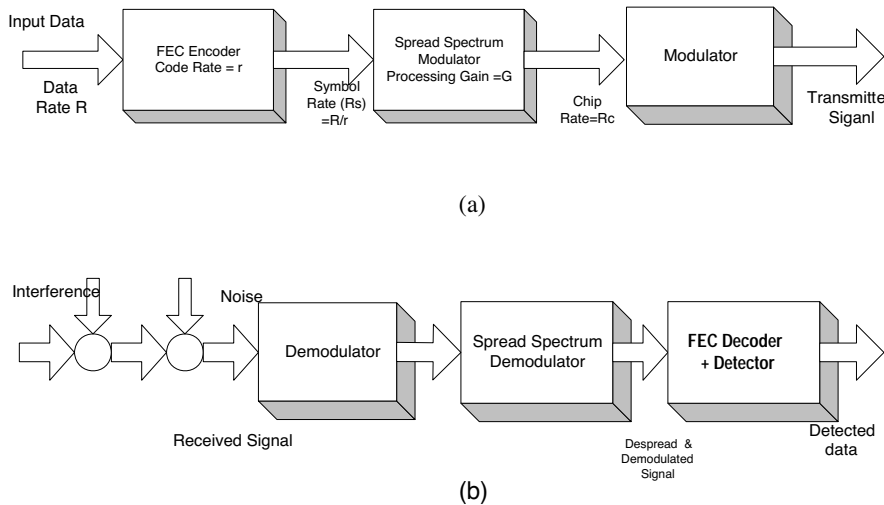 Input Data
Data
Rate R
FEC Encoder
Code Rate = r
Symbol
Rate (Rs)
=R/r
Spread Spectrum
Modulator
Processing Gain =G
Chip
Rate=Rc
Modulator
Transmitte
Siganl
(a)
Interference
Noise
Received Signal
Demodulator
Spread Spectrum
Demodulator
Despread &
Demodulated
Signal
FEC Decoder
+ Detector
Detected
data
(b)